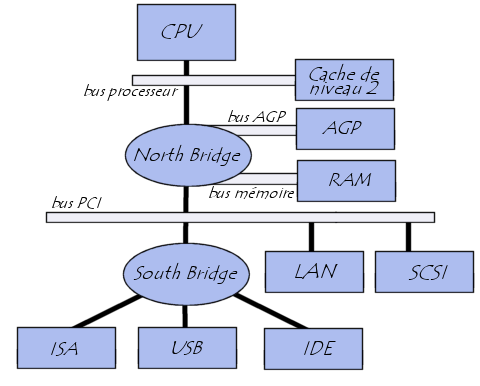 CPU
Cache de
niveau 2
bus processeur
bus AGP
AGP
North Bridge
RAM
bus mémoire
bus PCI
South Bridge
LAN
SCSI
ISA
USB
IDE